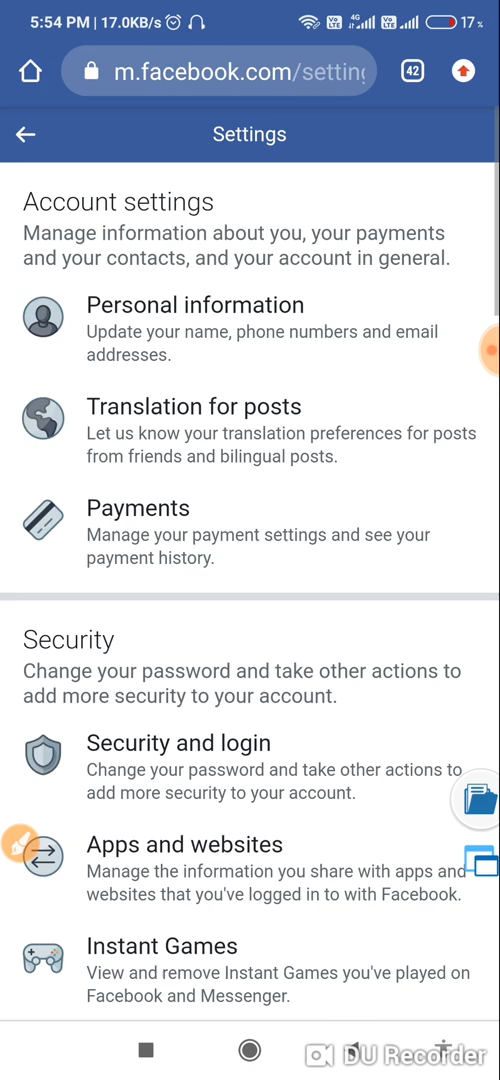 5:54 PM | 17.0KB/s
Vo LTE 4G Vo LTE 17%
m.facebook.com/setting
42
Settings
Account settings
Manage information about you, your payments
and your contacts, and your account in general.
Personal information
Update your name, phone numbers and email
addresses.
Translation for posts
Let us know your translation preferences for posts
from friends and bilingual posts.
Payments
Manage your payment settings and see your
payment history.
Security
Change your password and take other actions to
add more security to your account.
Security and login
Change your password and take other actions to
add more security to your account.
Apps and websites
Manage the information you share with apps and
websites that you've logged in to with Facebook.
Instant Games
View and remove Instant Games you've played on
Facebook and Messenger.
DU Recorder